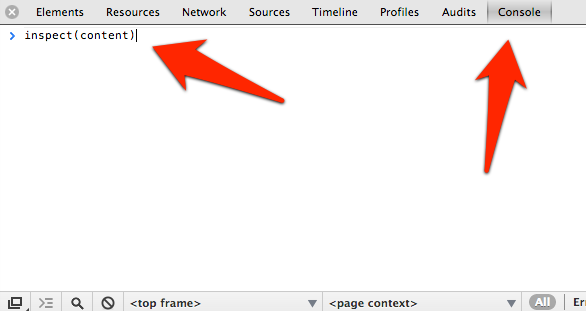 Elements Resources Network Sources Timeline Profiles Audits Console
inspect(content)
<top frame> <page context> All Er